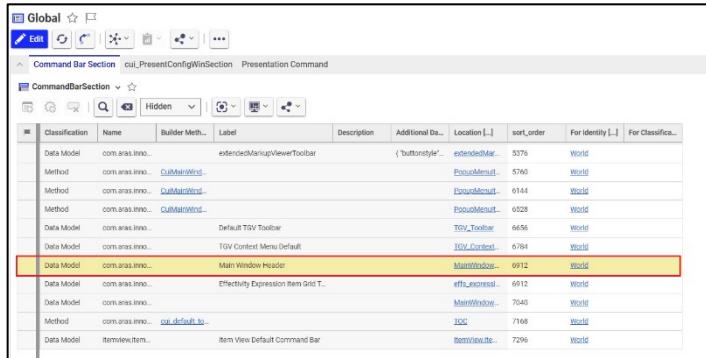 Global
Edit
Command Bar Section cui_PresentConfigWinSection Presentation Command
CommandBarSection
Hidden
Classification Name Builder Meth... Label Description Additional Da... Location [...] sort_order For Identity [...] For Classifica...
Data Model com.aras.inno... extendedMarkupViewerToolbar { "buttonstyle"... extendedMar... 5376 World
Method com.aras.inno... CuiMainWind... PopupMenuIt... 5760 World
Method com.aras.inno... CuiMainWind... PopupMenuIt... 6144 World
Method com.aras.inno... CuiMainWind... PopupMenuIt... 6528 World
Data Model com.aras.inno... Default TGV Toolbar TGV_Toolbar 6656 World
Data Model com.aras.inno... TGV Context Menu Default TGV_Context... 6784 World
Data Model com.aras.inno... Main Window Header MainWindow... 6912 World
Data Model com.aras.inno... Effectivity Expression Item Grid T... effs_expressi... 6912 World
Data Model com.aras.inno... MainWindow... 7040 World
Method com.aras.inno... cui_default_to... TOC 7168 World
Data Model itemview.item... Item View Default Command Bar ItemView.Ite... 7296 World